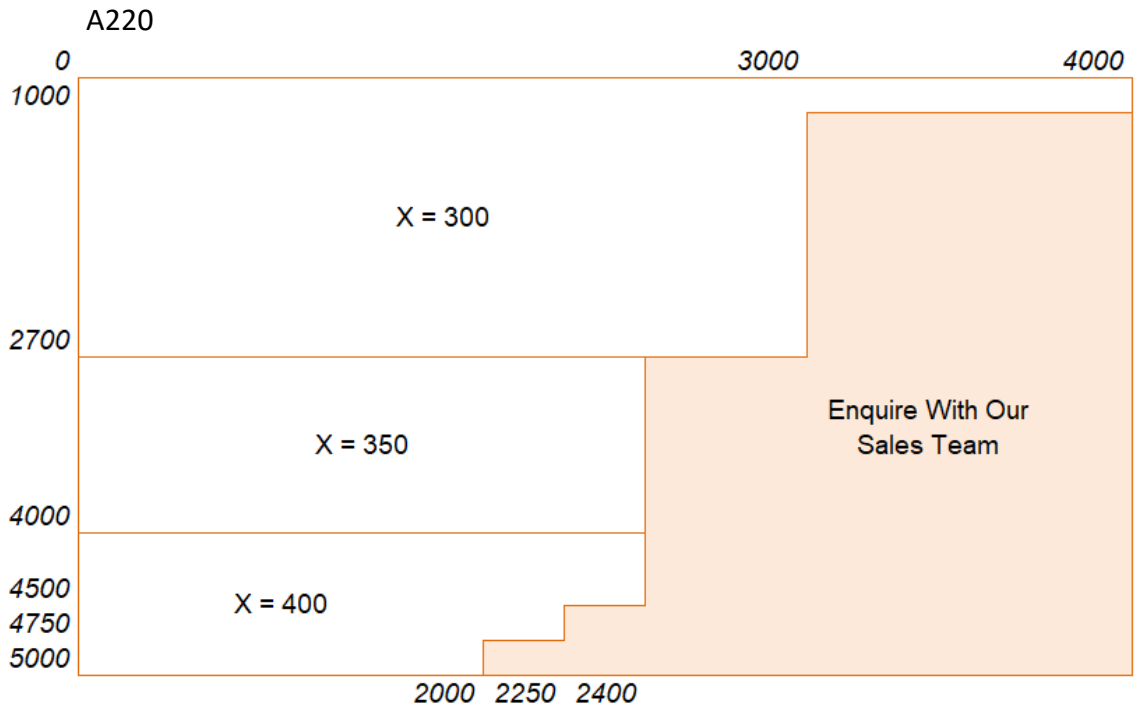 A220
0 3000 4000
1000
X = 300
2700
Enquire With Our
Sales Team
X = 350
4000
4500
X = 400
4750
5000
2000 2250 2400